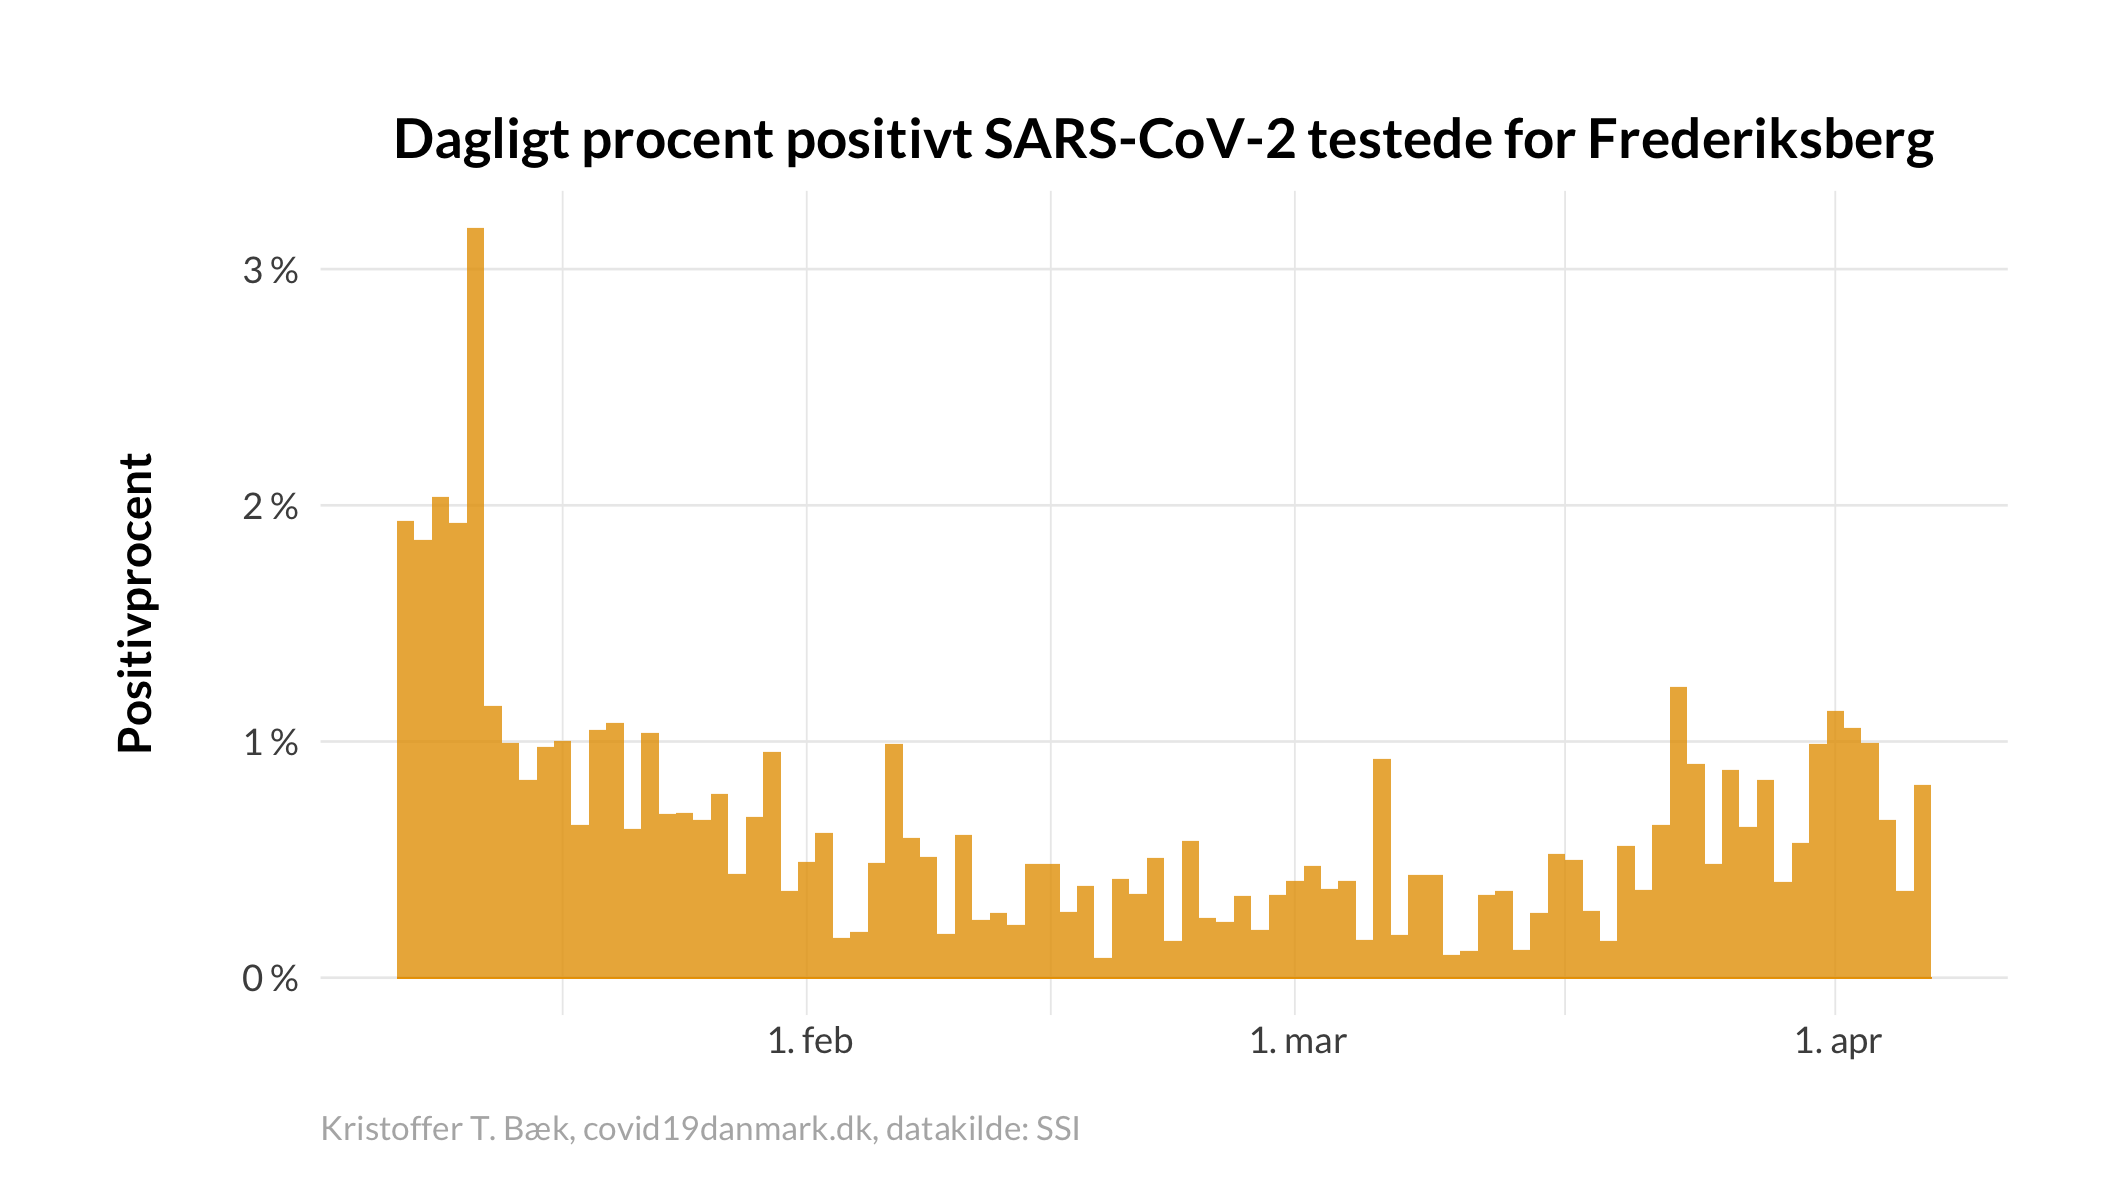 Dagligt procent positivt SARS-CoV-2 testede for Frederiksberg
Positivprocent
3 %
2 %
1 %
0 %
1. feb
1. mar
1. apr
Kristoffer T. Bæk, covid19danmark.dk, datakilde: SSI